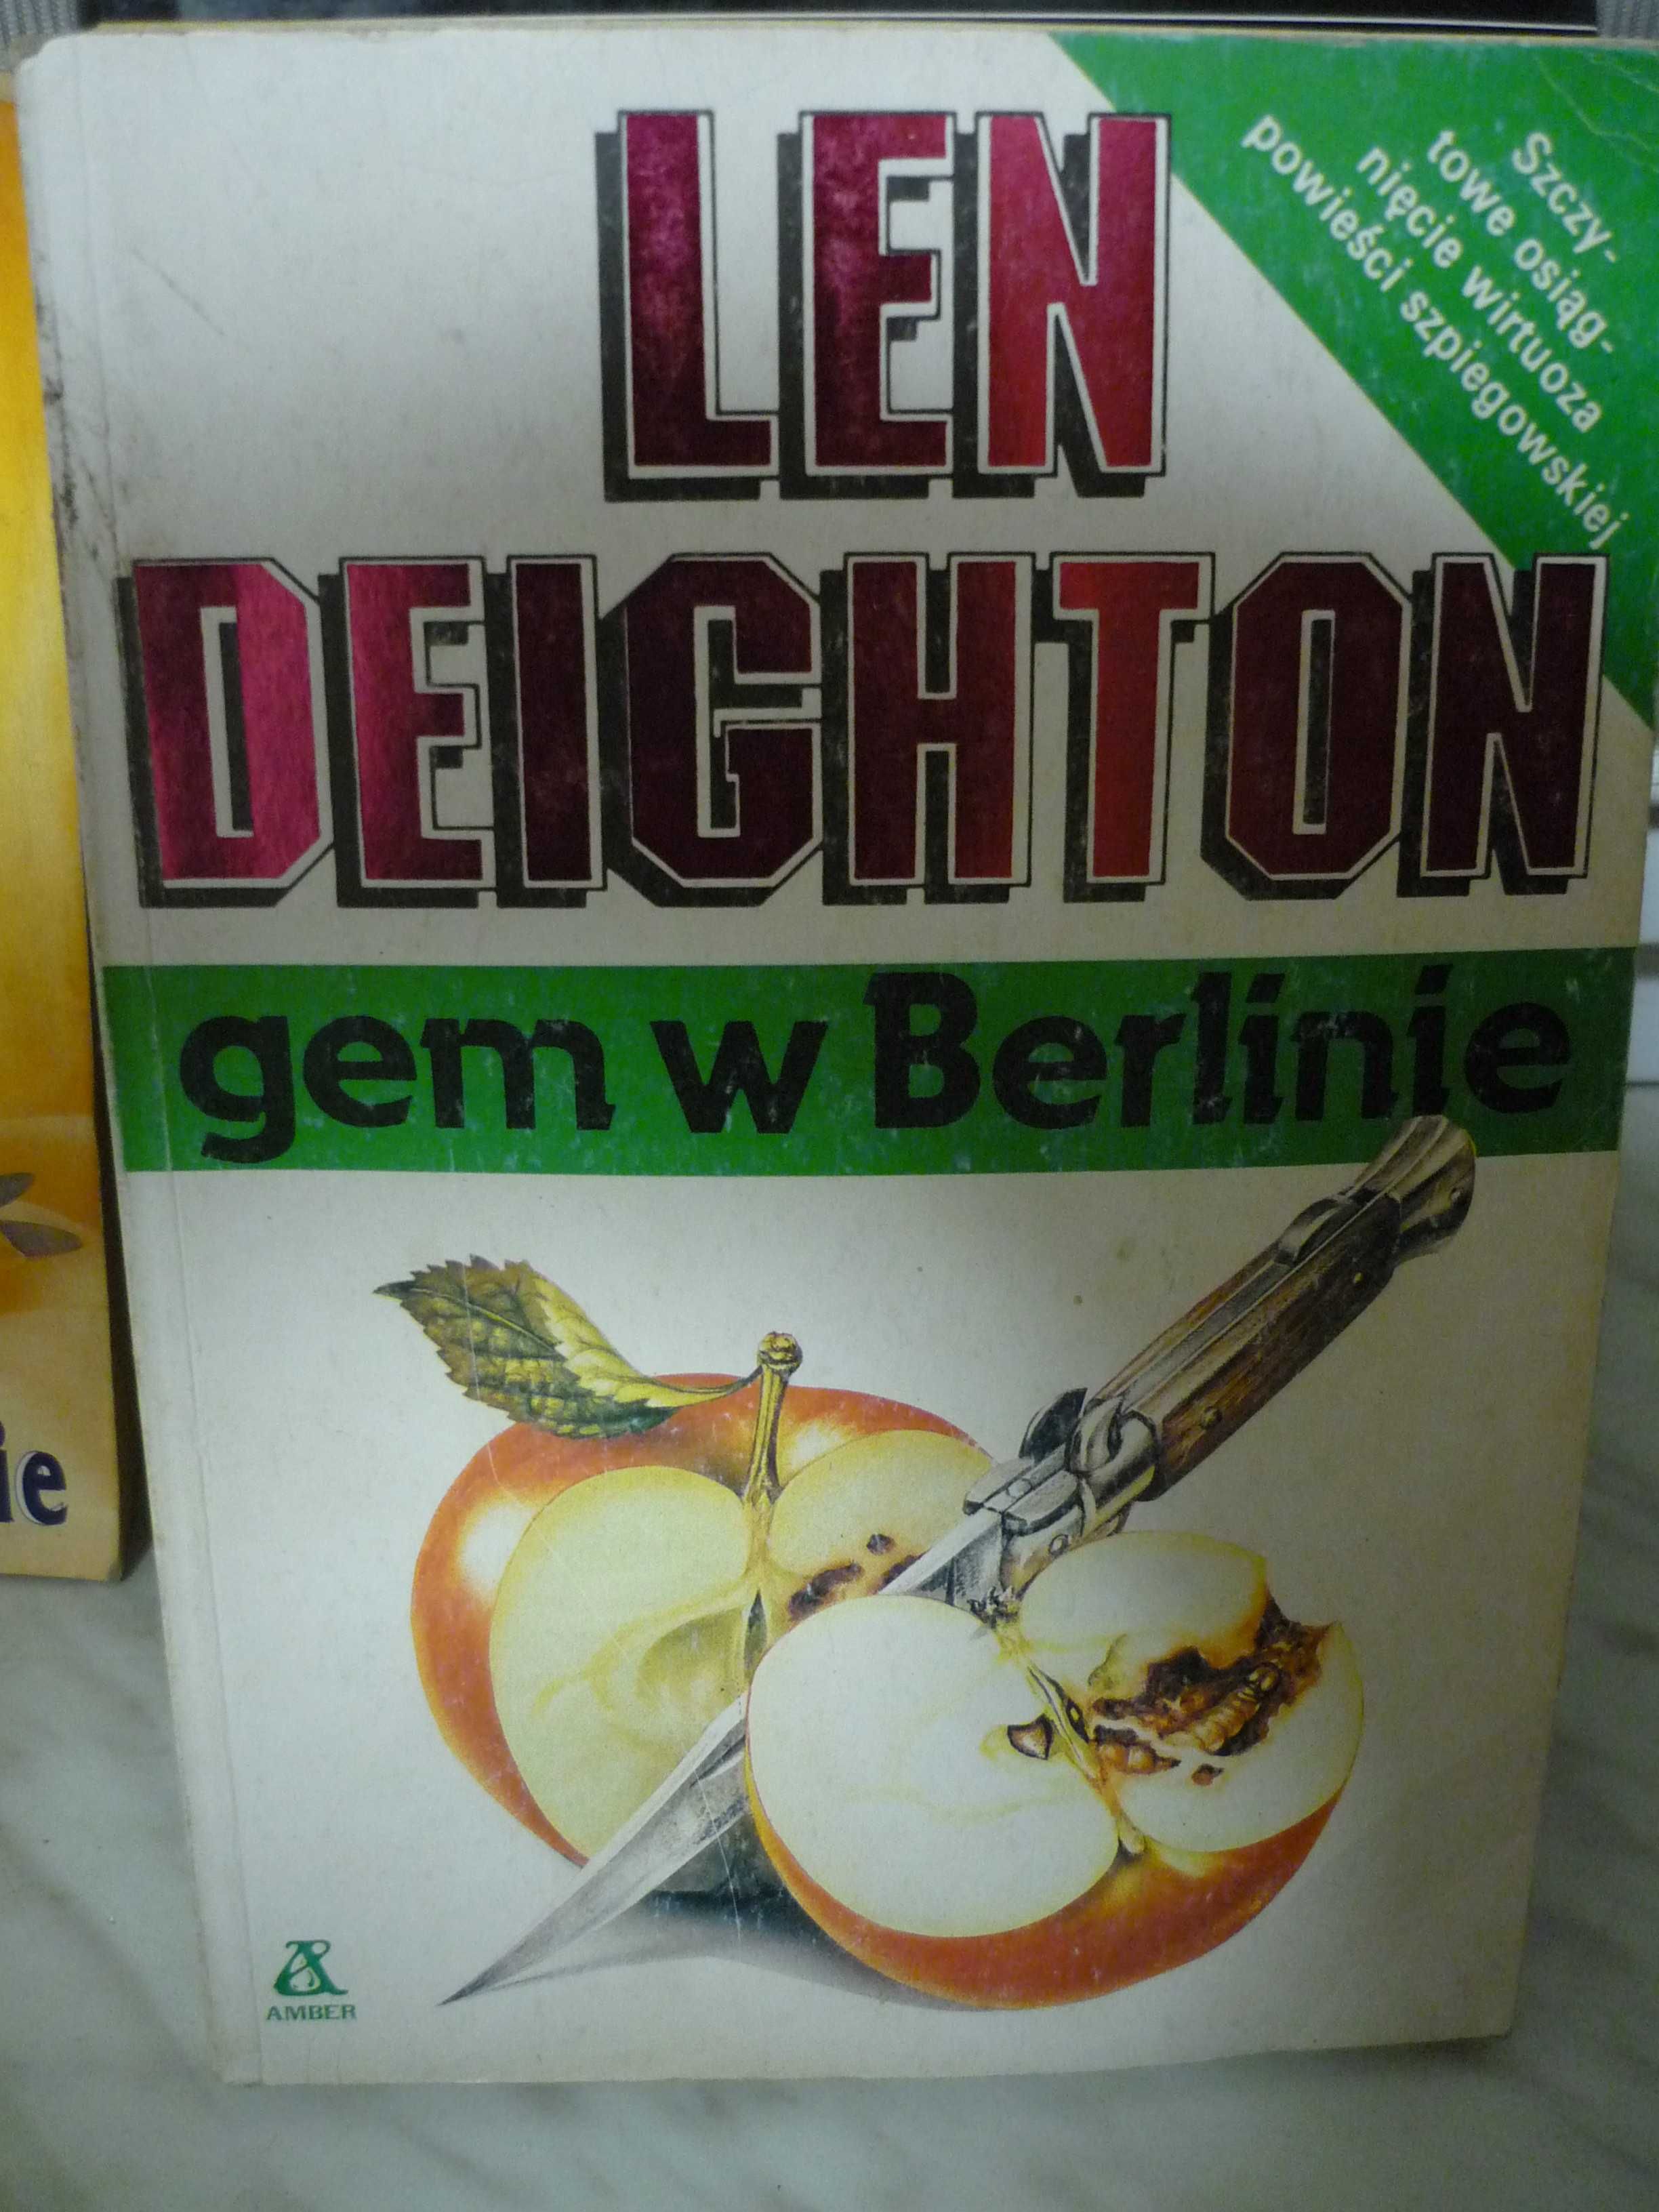 LEN
DEIGHTON
Szczy-
towe osiąg-
nięcie wirtuoza
powieści szpiegowskiej
gem w Berlinie
AMBER
ie